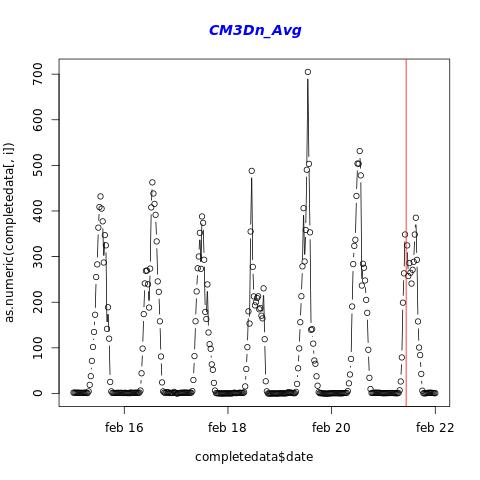 CM3Dn_Avg
as.numeric(completedata[, i])
700
600
500
400
300
200
100
0
feb 16
feb 18
feb 20
feb 22
completedata$date